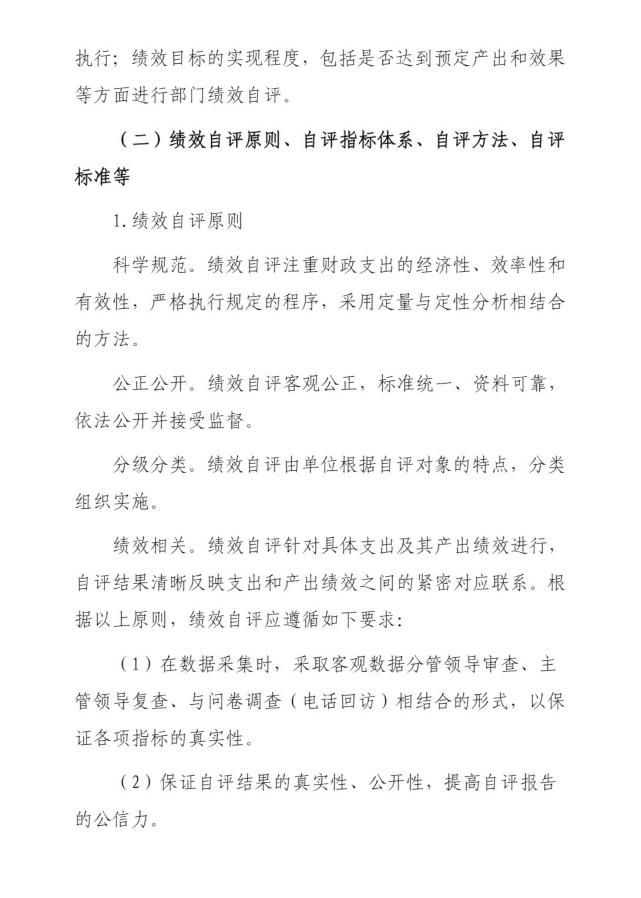 执行；绩效目标的实现程度，包括是否达到预定产出和效果
等方面进行部门绩效自评。
（二）绩效自评原则、自评指标体系、自评方法、自评
标准等
1.绩效自评原则
科学规范。绩效自评注重财政支出的经济性、效率性和
有效性，严格执行规定的程序，采用定量与定性分析相结合
的方法。
公正公开。绩效自评客观公正，标准统一、资料可靠，
依法公开并接受监督。
分级分类。绩效自评由单位根据自评对象的特点，分类
组织实施。
绩效相关。绩效自评针对具体支出及其产出绩效进行，
自评结果清晰反映支出和产出绩效之间的紧密对应联系。根
据以上原则，绩效自评应遵循如下要求：
（1）在数据采集时，采取客观数据分管领导审查、主
管领导复查、与问卷调查（电话回访）相结合的形式，以保
证各项指标的真实性。
（2）保证自评结果的真实性、公开性，提高自评报告
的公信力。